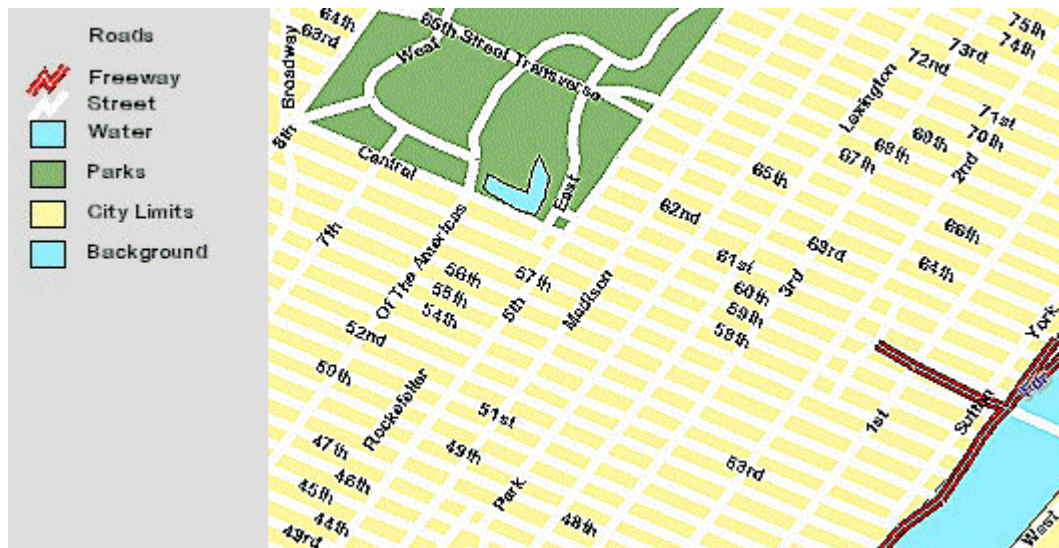 Roads
Freeway
Street
Water
Parks
City Limits
Background
64th
63rd
Broadway
8th
West
65th Street Transverse
Central
East
7th
Of The Americas
56th
55th
54th
57th
5th
Madison
52nd
50th
Rockefeller
51st
49th
47th
46th
45th
44th
43rd
Park
48th
53rd
62nd
61st
60th
59th
58th
3rd
63rd
65th
Lexington
67th
68th
69th
70th
71st
72nd
73rd
74th
75th
2nd
66th
64th
1st
Sutton
York
Fdr
West